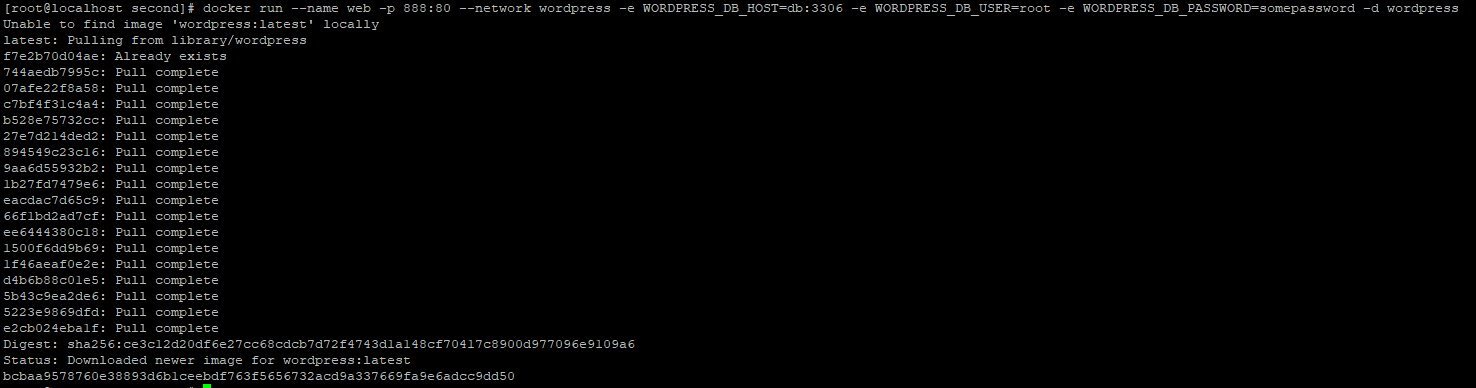 [root@localhost second]# docker run --name web -p 888:80 --network wordpress -e WORDPRESS_DB_HOST=db:3306 -e WORDPRESS_DB_USER=root -e WORDPRESS_DB_PASSWORD=somepassword -d wordpress
Unable to find image 'wordpress:latest' locally
latest: Pulling from library/wordpress
f7e2b70d04ae: Already exists
744aedb7995c: Pull complete
07afe22f8a58: Pull complete
c7bf4f31c4a4: Pull complete
b528e75732cc: Pull complete
27e7d214ded2: Pull complete
894549c23c16: Pull complete
9aa6d55932b2: Pull complete
1b27fd7479e6: Pull complete
eacdac7d65c9: Pull complete
66f1bd2ad7cf: Pull complete
ee6444380c18: Pull complete
1500f6dd9b69: Pull complete
1f46aeaf0e2e: Pull complete
d4b6b88c01e5: Pull complete
5b43c9ea2de6: Pull complete
5223e9869dfd: Pull complete
e2cb024eba1f: Pull complete
Digest: sha256:ce3c12d20df6e27cc68cdcb7d72f4743d1a148cf70417c8900d977096e9109a6
Status: Downloaded newer image for wordpress:latest
bcbaa9578760e38893d6b1ceebdf763f5656732acd9a337669fa9e6adcc9dd50